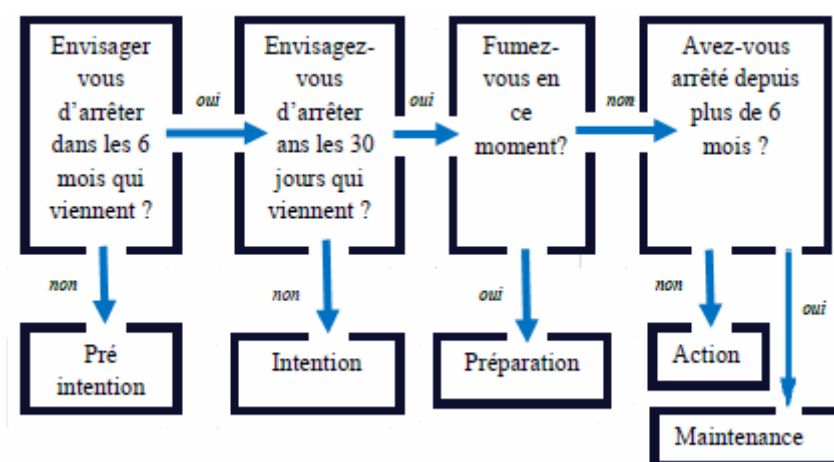 Envisager
vous
d'arrêter
dans les 6
mois qui
viennent ?
oui
Envisagez-
vous
d'arrêter
ans les 30
jours qui
viennent ?
oui
Fumez-
vous en
ce
moment?
non
Avez-vous
arrêté depuis
plus de 6
mois ?
non
non
oui
non
oui
Pré
intention
Intention
Préparation
Action
Maintenance